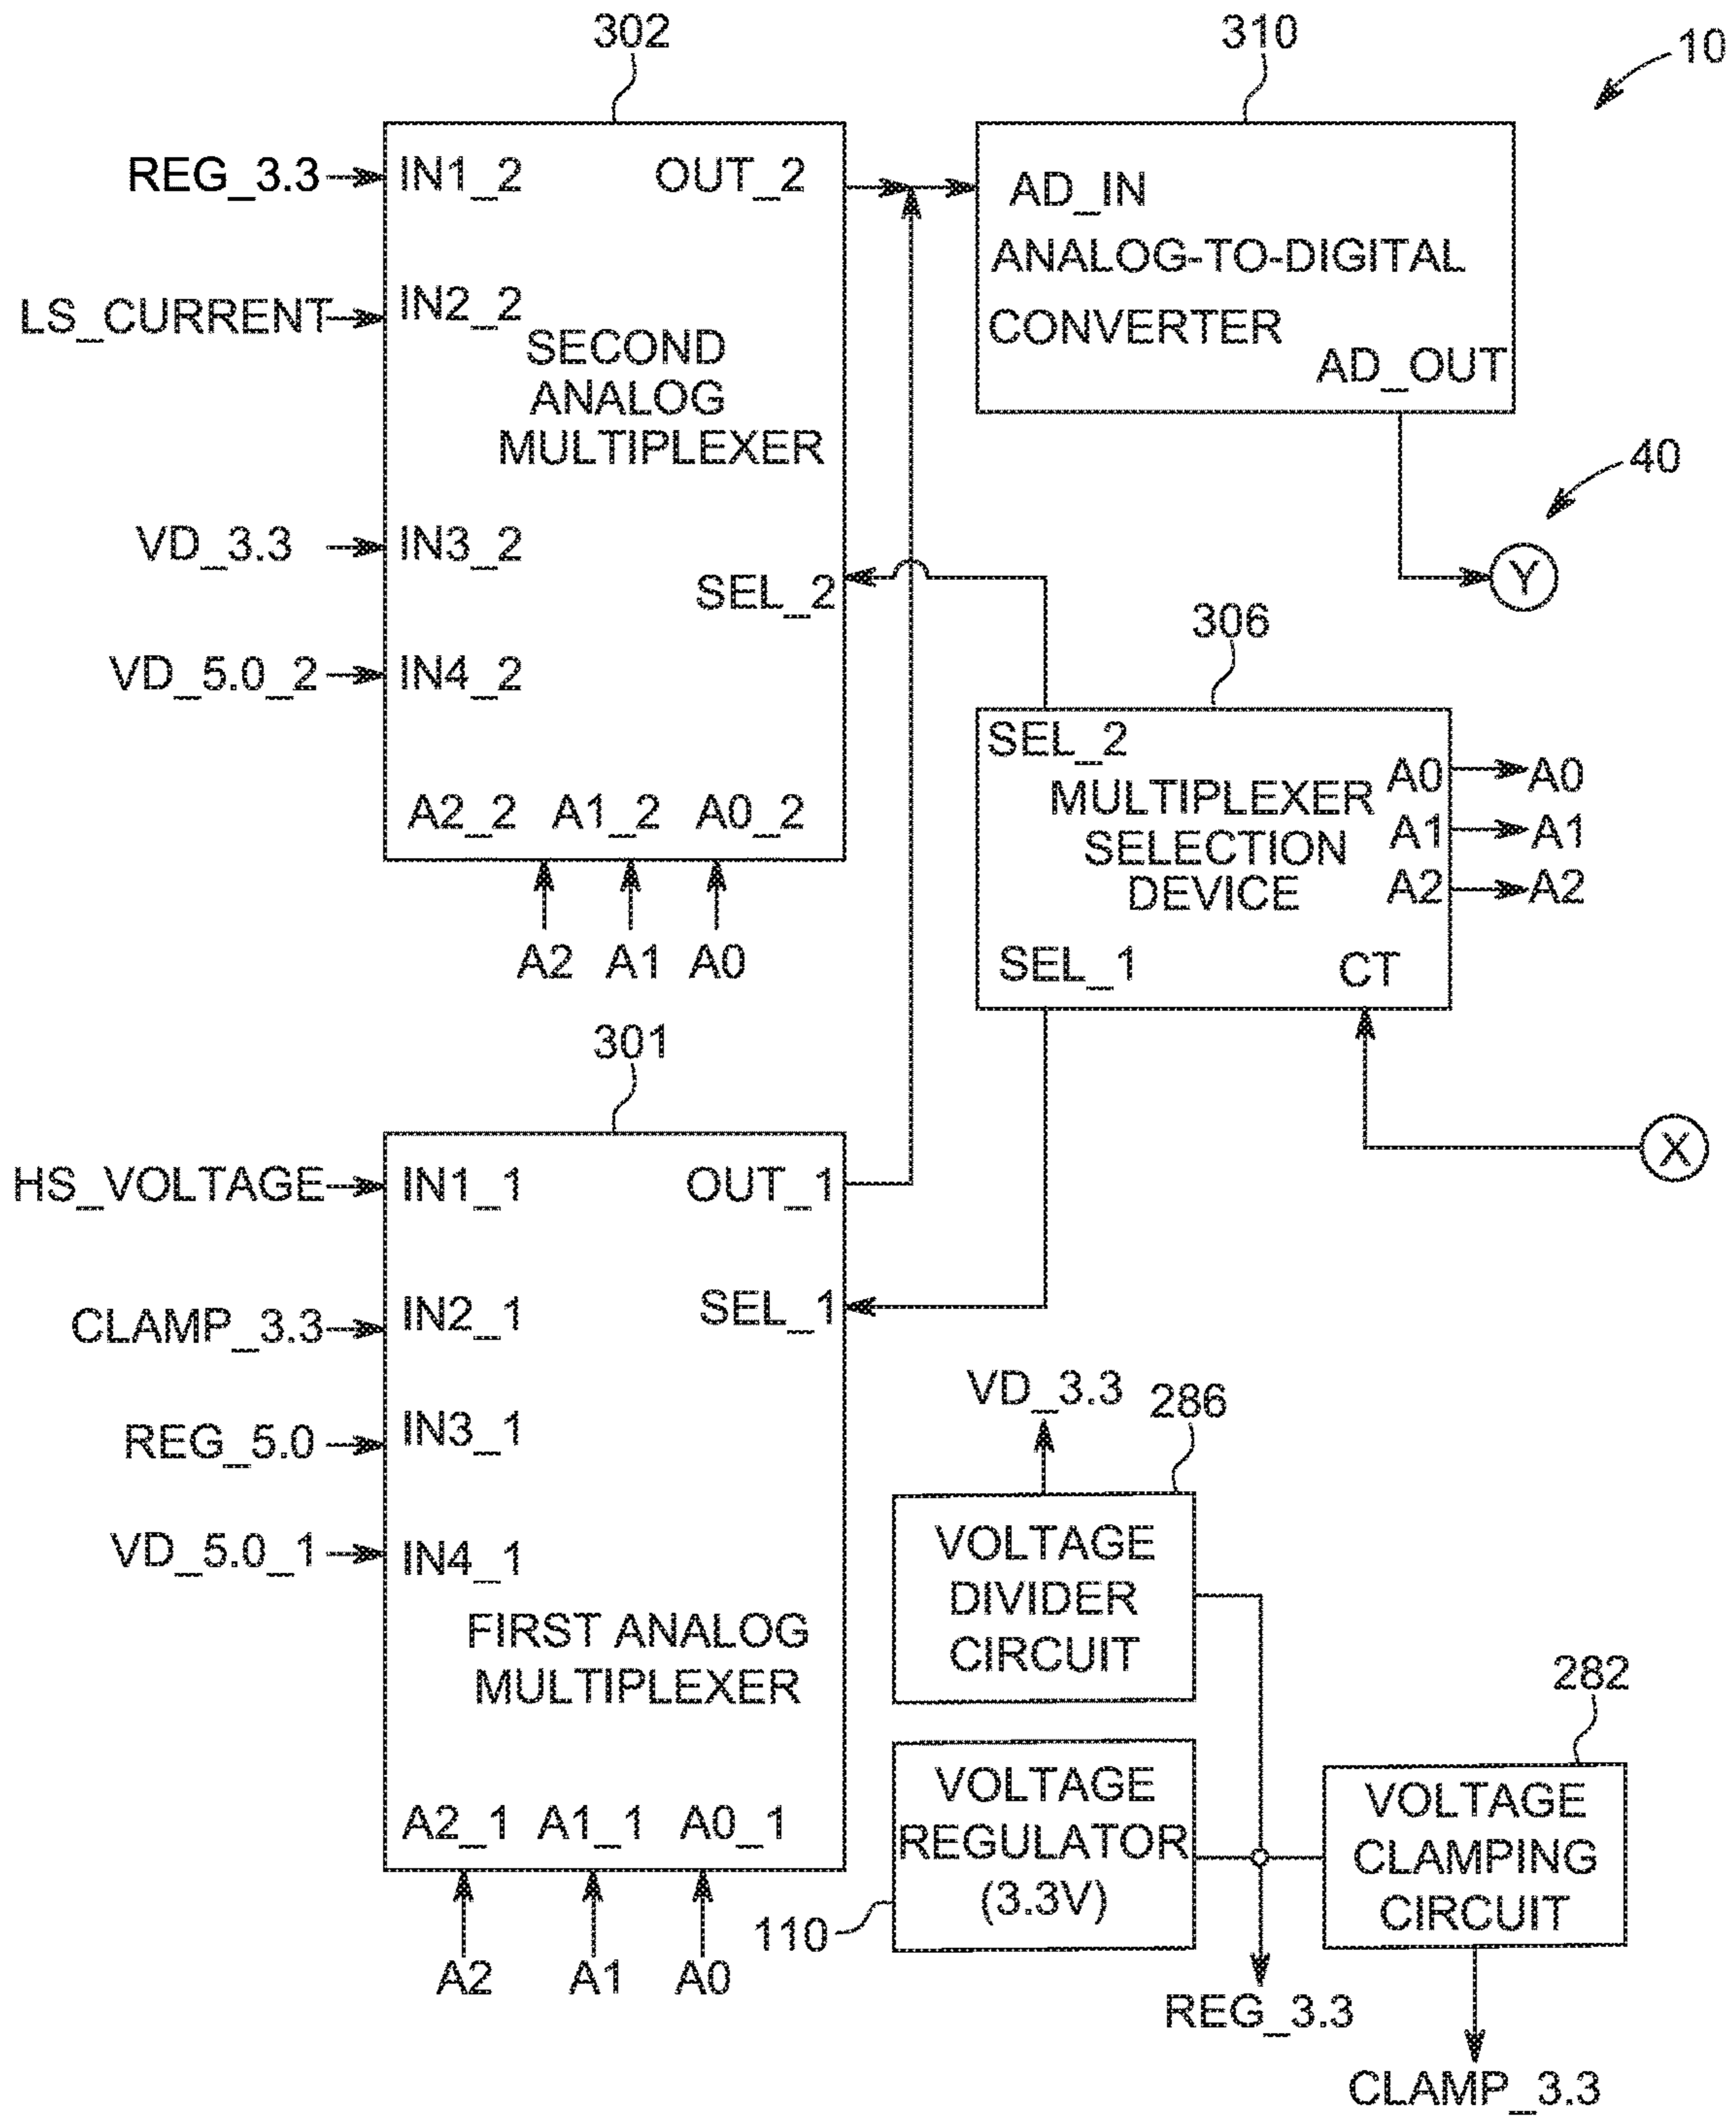 302
310
10
REG_3.3
IN1_2
OUT_2
LS_CURRENT
IN2_2
SECOND
ANALOG
MULTIPLEXER
VD_3.3
IN3_2
SEL_2
VD_5.0_2
IN4_2
A2_2
A1_2
A0_2
A2
A1
A0
AD_IN
ANALOG-TO-DIGITAL
CONVERTER
AD_OUT
40
Y
306
SEL_2
MULTIPLEXER
SELECTION
DEVICE
A0
A0
A1
A1
A2
A2
SEL_1
CT
X
301
HS_VOLTAGE
IN1_1
OUT_1
CLAMP_3.3
IN2_1
SEL_1
REG_5.0
IN3_1
VD_5.0_1
IN4_1
FIRST ANALOG
MULTIPLEXER
A2_1
A1_1
A0_1
A2
A1
A0
VD_3.3
286
VOLTAGE
DIVIDER
CIRCUIT
VOLTAGE
REGULATOR
(3.3V)
110
282
VOLTAGE
CLAMPING
CIRCUIT
REG_3.3
CLAMP_3.3